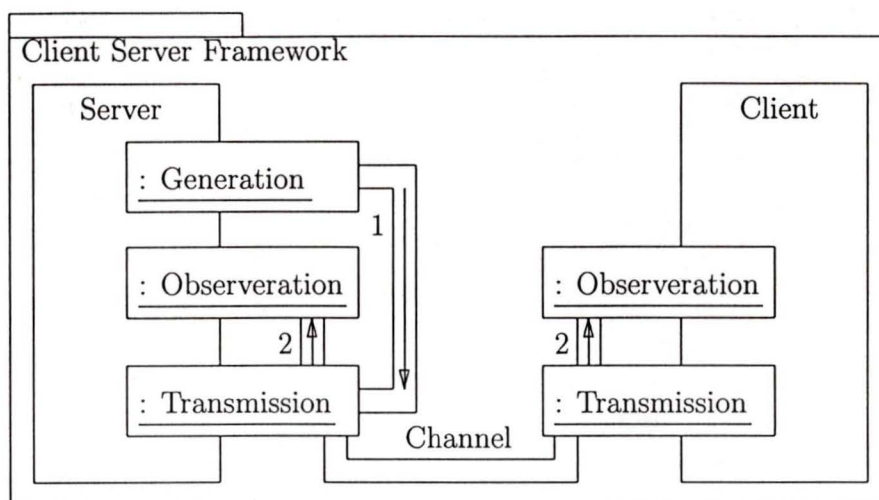 Client Server Framework
Server
Client
: Generation
1
: Observeration
: Observeration
2
2
: Transmission
: Transmission
Channel